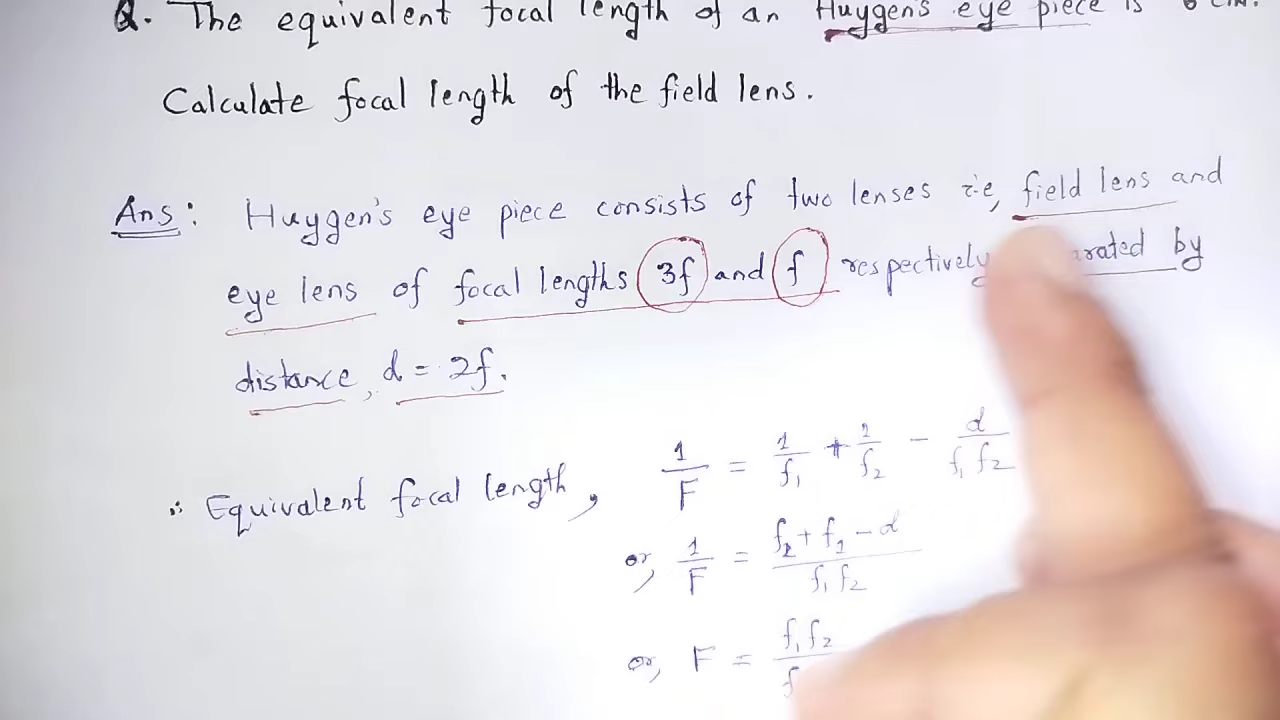 Q. The equivalent focal length of an Huygen's eye piece is cm.
Calculate focal length of the field lens.
Ans: Huygen's eye piece consists of two lenses i.e, field lens and
eye lens of focal lengths 3f and f respectively by
distance, d = 2f.
∴ Equivalent focal length, 1/F = 1/f₁ + 1/f₂ - d/f₁f₂
or, 1/F = f₂ + f₁ - d / f₁f₂
or, F = f₁f₂ / f